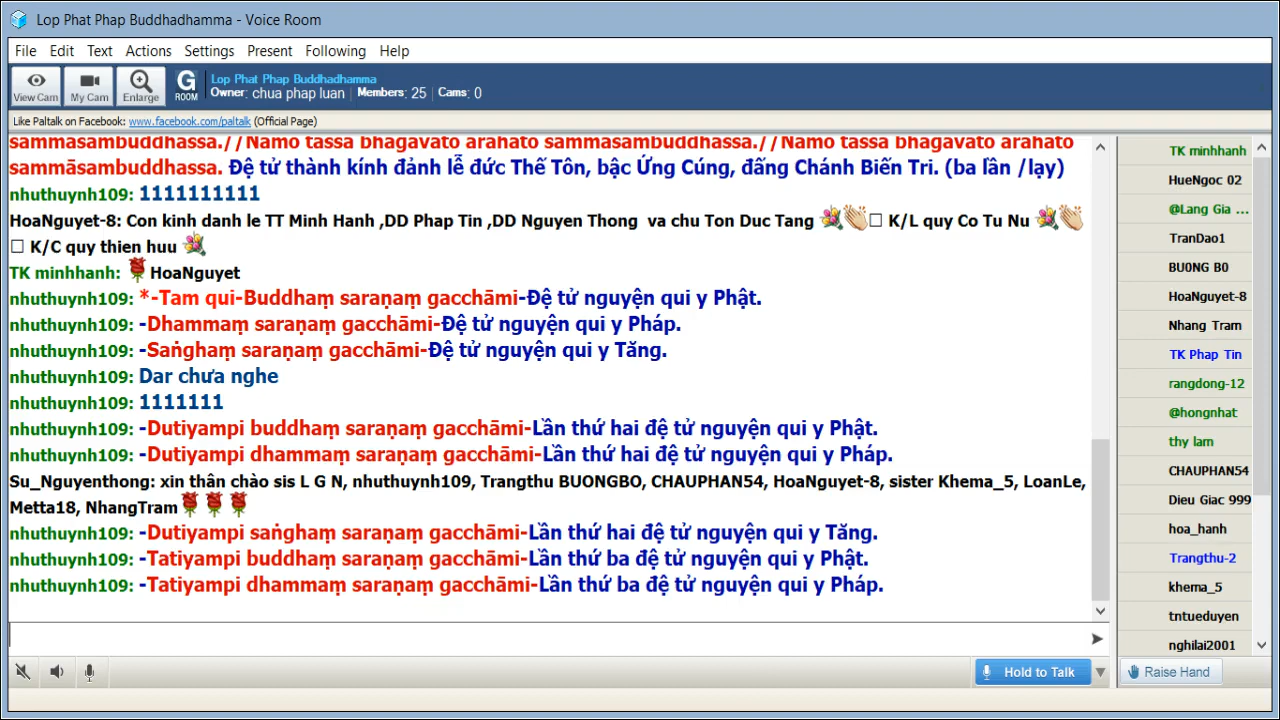 Lop Phat Phap Buddhadhamma - Voice Room
File Edit Text Actions Settings Present Following Help
View Cam My Cam Enlarge G ROOM
Lop Phat Phap Buddhadhamma
Owner: chua phap luan Members: 25 Cams: 0
Like Paltalk on Facebook: www.facebook.com/paltalk (Official Page)
sammāsambuddhassa.//Namo tassa bhagavato arahato sammāsambuddhassa.//Namo tassa bhagavato arahato
sammāsambuddhassa. Đệ tử thành kính đảnh lễ đức Thế Tôn, bậc Ứng Cúng, đấng Chánh Biến Tri. (ba lần /lạy)
nhuthuynh109: 1111111111
HoaNguyet-8: Con kinh danh le TT Minh Hanh ,DD Phap Tin ,DD Nguyen Thong va chu Ton Duc Tang K/L quy Co Tu Nu
K/C quy thien huu
TK minhhanh: HoaNguyet
nhuthuynh109: *-Tam qui-Buddhaṃ saraṇaṃ gacchāmi-Đệ tử nguyện qui y Phật.
nhuthuynh109: -Dhammaṃ saraṇaṃ gacchāmi-Đệ tử nguyện qui y Pháp.
nhuthuynh109: -Saṅghaṃ saraṇaṃ gacchāmi-Đệ tử nguyện qui y Tăng.
nhuthuynh109: Dar chưa nghe
nhuthuynh109: 1111111
nhuthuynh109: -Dutiyampi buddhaṃ saraṇaṃ gacchāmi-Lần thứ hai đệ tử nguyện qui y Phật.
nhuthuynh109: -Dutiyampi dhammaṃ saraṇaṃ gacchāmi-Lần thứ hai đệ tử nguyện qui y Pháp.
Su_Nguyenthong: xin thân chào sis L G N, nhuthuynh109, Trangthu BUONGBO, CHAUPHAN54, HoaNguyet-8, sister Khema_5, LoanLe,
Metta18, NhangTram
nhuthuynh109: -Dutiyampi saṅghaṃ saraṇaṃ gacchāmi-Lần thứ hai đệ tử nguyện qui y Tăng.
nhuthuynh109: -Tatiyampi buddhaṃ saraṇaṃ gacchāmi-Lần thứ ba đệ tử nguyện qui y Phật.
nhuthuynh109: -Tatiyampi dhammaṃ saraṇaṃ gacchāmi-Lần thứ ba đệ tử nguyện qui y Pháp.
TK minhhanh
HueNgoc 02
@Lang Gia ...
TranDao1
BU0NG B0
HoaNguyet-8
Nhang Tram
TK Phap Tin
rangdong-12
@hongnhat
thy lam
CHAUPHAN54
Dieu Giac 999
hoa_hanh
Trangthu-2
khema_5
tntueduyen
nghilai2001
Hold to Talk
Raise Hand